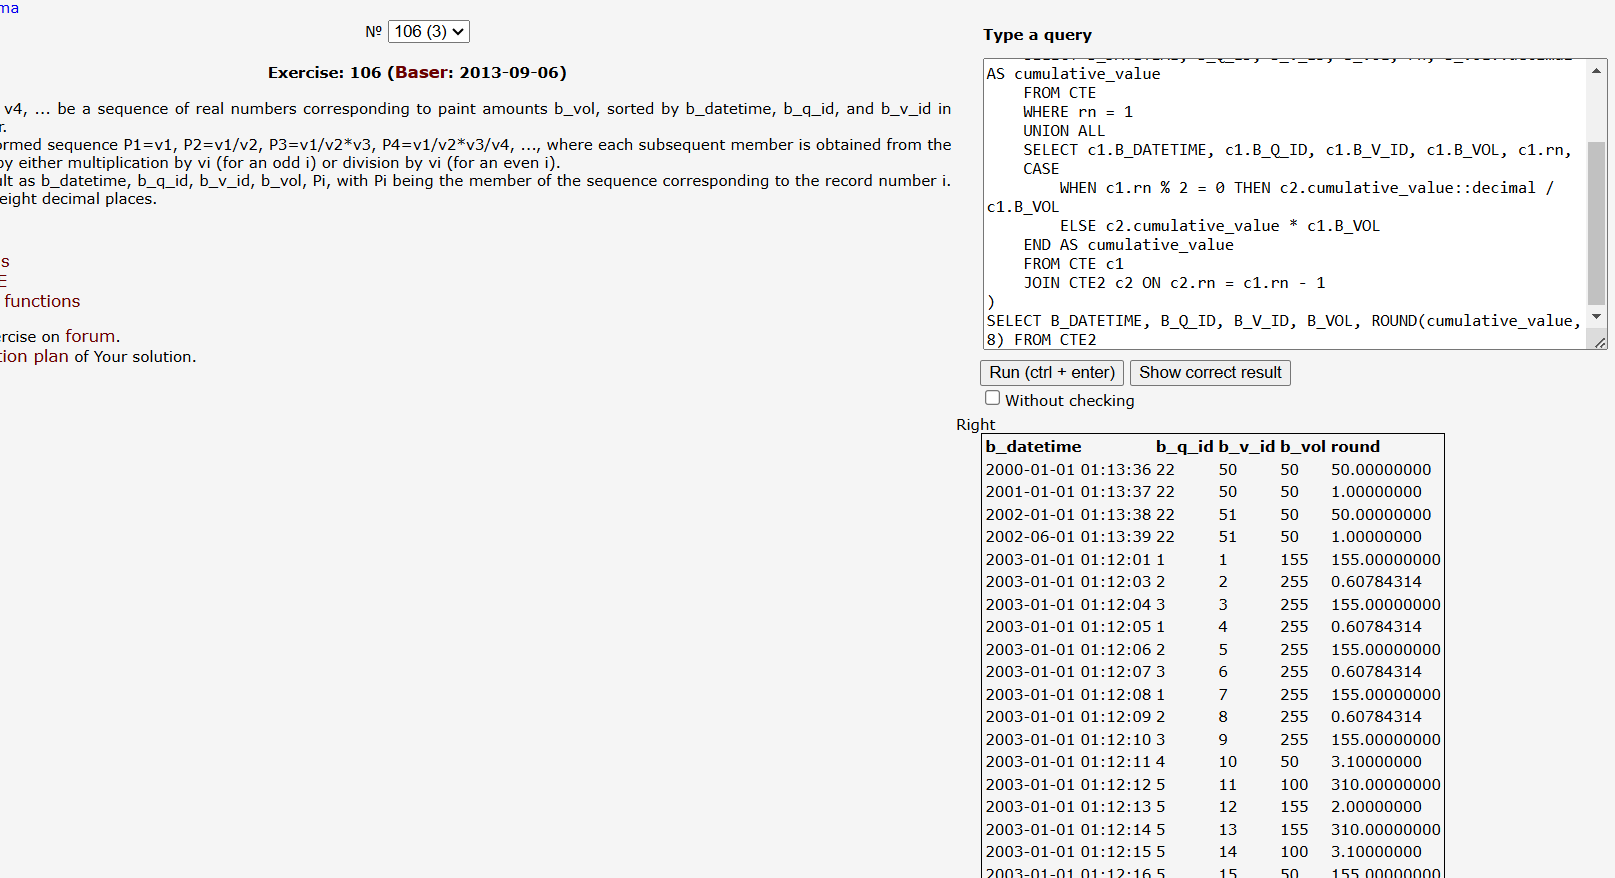 ma
Nº 106 (3)
Exercise: 106 (Baser: 2013-09-06)
v4, ... be a sequence of real numbers corresponding to paint amounts b_vol, sorted by b_datetime, b_q_id, and b_v_id in
r.
ormed sequence P1=v1, P2=v1/v2, P3=v1/v2*v3, P4=v1/v2*v3/v4, ..., where each subsequent member is obtained from the
by either multiplication by vi (for an odd i) or division by vi (for an even i).
ult as b_datetime, b_q_id, b_v_id, b_vol, Pi, with Pi being the member of the sequence corresponding to the record number i.
eight decimal places.
s
E
functions
ercise on forum.
tion plan of Your solution.
Type a query
AS cumulative_value
FROM CTE
WHERE rn = 1
UNION ALL
SELECT c1.B_DATETIME, c1.B_Q_ID, c1.B_V_ID, c1.B_VOL, c1.rn,
CASE
WHEN c1.rn % 2 = 0 THEN c2.cumulative_value::decimal /
c1.B_VOL
ELSE c2.cumulative_value * c1.B_VOL
END AS cumulative_value
FROM CTE c1
JOIN CTE2 c2 ON c2.rn = c1.rn - 1
)
SELECT B_DATETIME, B_Q_ID, B_V_ID, B_VOL, ROUND(cumulative_value,
8) FROM CTE2
Run (ctrl + enter) Show correct result
Without checking
Right
b_datetime b_q_id b_v_id b_vol round
2000-01-01 01:13:36 22 50 50 50.00000000
2001-01-01 01:13:37 22 50 50 1.00000000
2002-01-01 01:13:38 22 51 50 50.00000000
2002-06-01 01:13:39 22 51 50 1.00000000
2003-01-01 01:12:01 1 1 155 155.00000000
2003-01-01 01:12:03 2 2 255 0.60784314
2003-01-01 01:12:04 3 3 255 155.00000000
2003-01-01 01:12:05 1 4 255 0.60784314
2003-01-01 01:12:06 2 5 255 155.00000000
2003-01-01 01:12:07 3 6 255 0.60784314
2003-01-01 01:12:08 1 7 255 155.00000000
2003-01-01 01:12:09 2 8 255 0.60784314
2003-01-01 01:12:10 3 9 255 155.00000000
2003-01-01 01:12:11 4 10 50 3.10000000
2003-01-01 01:12:12 5 11 100 310.00000000
2003-01-01 01:12:13 5 12 155 2.00000000
2003-01-01 01:12:14 5 13 155 310.00000000
2003-01-01 01:12:15 5 14 100 3.10000000
2003-01-01 01:12:16 5 15 50 155.00000000